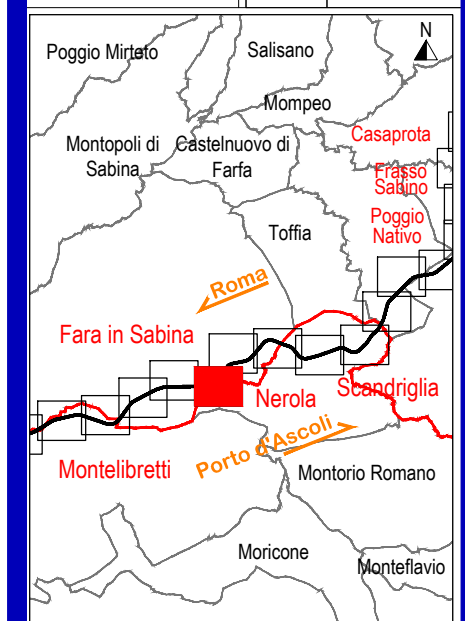 N
Poggio Mirteto
Salisano
Mompeo
Casaprota
Montopoli di
Sabina
Castelnuovo di
Farfa
Frasso
Sabino
Poggio
Nativo
Toffia
Roma
Fara in Sabina
Scandriglia
Nerola
Porto d'Ascoli
Montelibretti
Montorio Romano
Moricone
Monteflavio